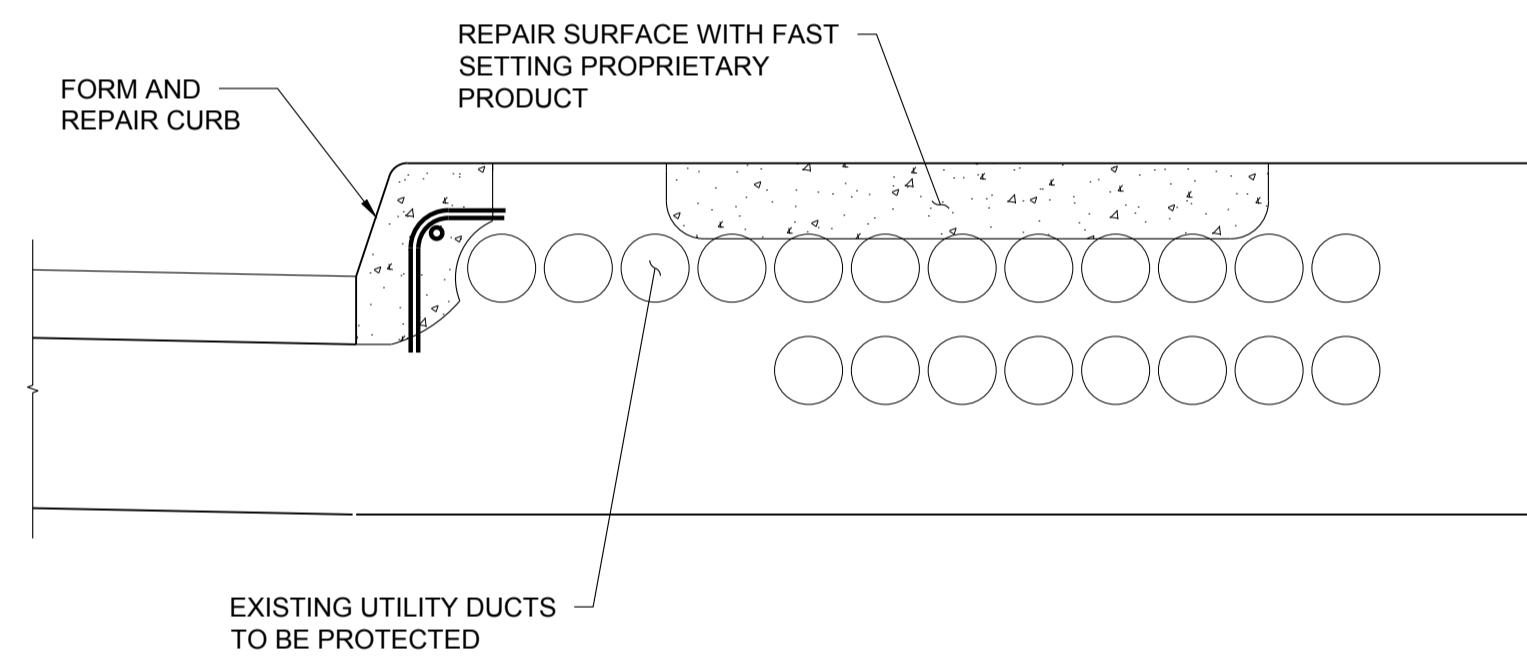 REPAIR SURFACE WITH FAST
SETTING PROPRIETARY
PRODUCT
FORM AND
REPAIR CURB
EXISTING UTILITY DUCTS
TO BE PROTECTED